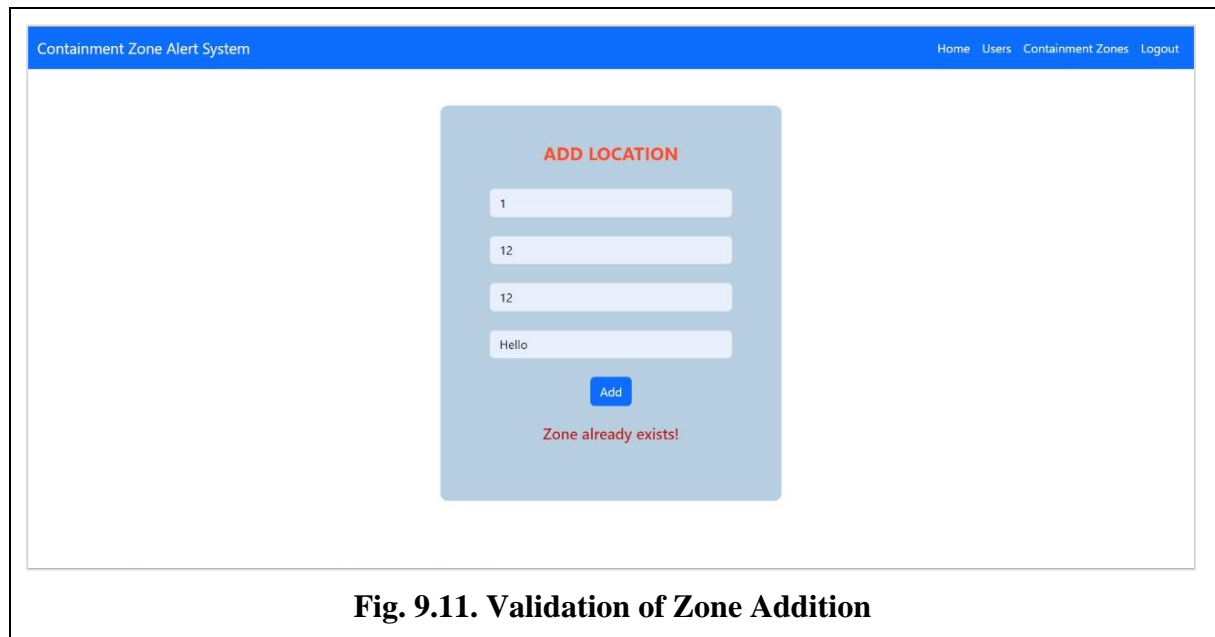 Containment Zone Alert System
Home Users Containment Zones Logout
ADD LOCATION
1
12
12
Hello
Add
Zone already exists!
Fig. 9.11. Validation of Zone Addition